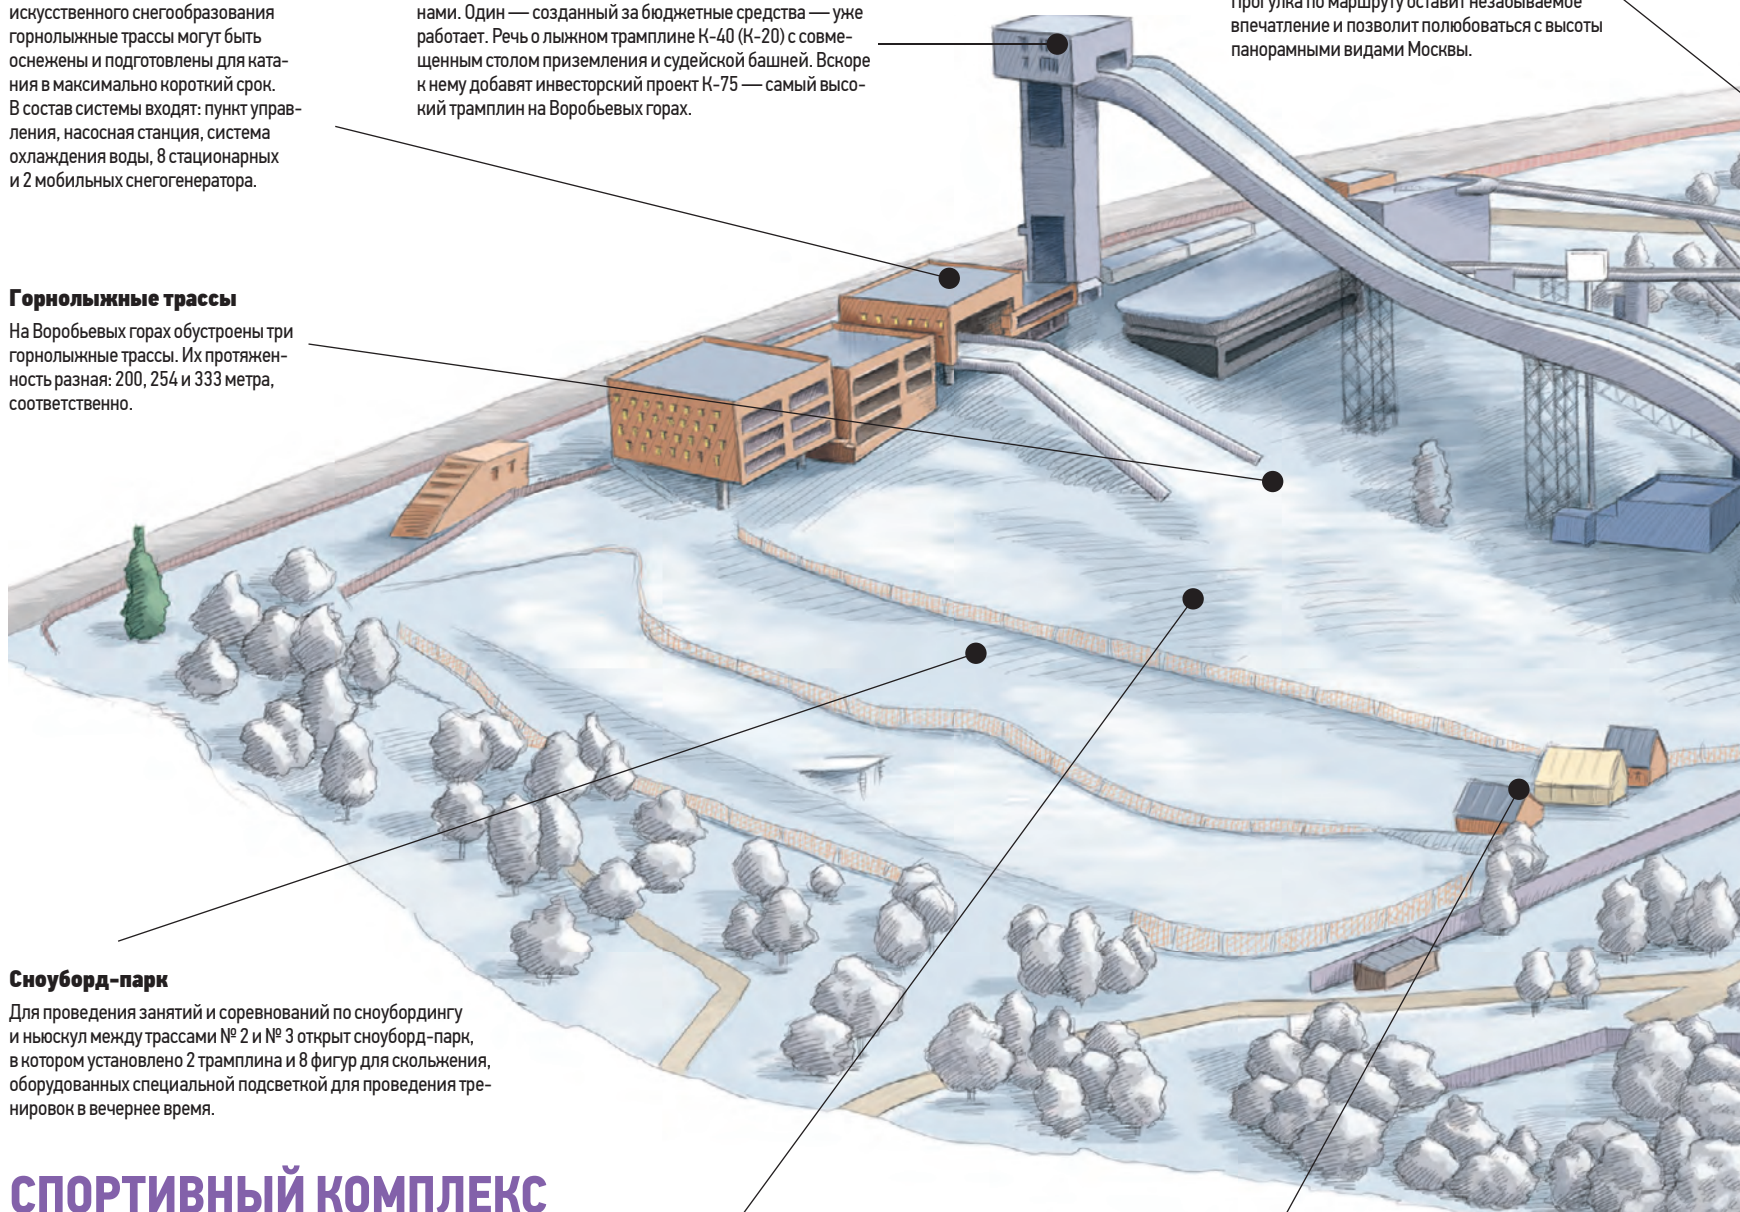 искусственного снегообразования
горнолыжные трассы могут быть
оснежены и подготовлены для ката-
ния в максимально короткий срок.
В состав системы входят: пункт управ-
ления, насосная станция, система
охлаждения воды, 8 стационарных
и 2 мобильных снегогенератора.
нами. Один — созданный за бюджетные средства — уже
работает. Речь о лыжном трамплине К-40 (К-20) с совме-
щенным столом приземления и судейской башней. Вскоре
к нему добавят инвесторский проект К-75 — самый высо-
кий трамплин на Воробьевых горах.
Прогулка по маршруту оставит незабываемое
впечатление и позволит полюбоваться с высоты
панорамными видами Москвы.
Горнолыжные трассы
На Воробьевых горах обустроены три
горнолыжные трассы. Их протяжен-
ность разная: 200, 254 и 333 метра,
соответственно.
Сноуборд-парк
Для проведения занятий и соревнований по сноубордингу
и ньюскул между трассами № 2 и № 3 открыт сноуборд-парк,
в котором установлено 2 трамплина и 8 фигур для скольжения,
оборудованных специальной подсветкой для проведения тре-
нировок в вечернее время.
СПОРТИВНЫЙ КОМПЛЕКС